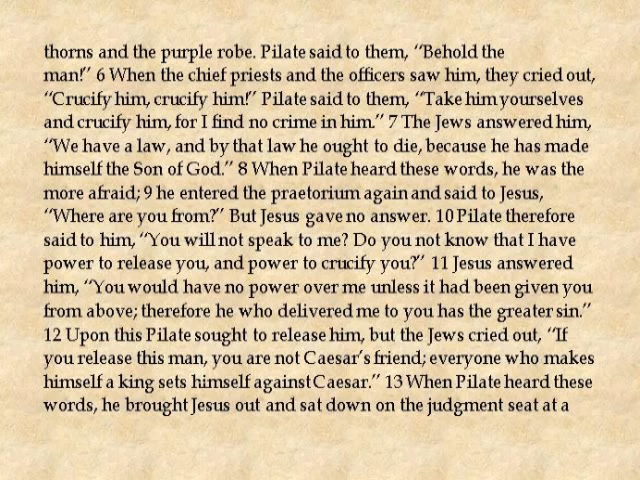 thorns and the purple robe. Pilate said to them, “Behold the
man!” 6 When the chief priests and the officers saw him, they cried out,
“Crucify him, crucify him!” Pilate said to them, “Take him yourselves
and crucify him, for I find no crime in him.” 7 The Jews answered him,
“We have a law, and by that law he ought to die, because he has made
himself the Son of God.” 8 When Pilate heard these words, he was the
more afraid; 9 he entered the praetorium again and said to Jesus,
“Where are you from?” But Jesus gave no answer. 10 Pilate therefore
said to him, “You will not speak to me? Do you not know that I have
power to release you, and power to crucify you?” 11 Jesus answered
him, “You would have no power over me unless it had been given you
from above; therefore he who delivered me to you has the greater sin.”
12 Upon this Pilate sought to release him, but the Jews cried out, “If
you release this man, you are not Caesar’s friend; everyone who makes
himself a king sets himself against Caesar.” 13 When Pilate heard these
words, he brought Jesus out and sat down on the judgment seat at a